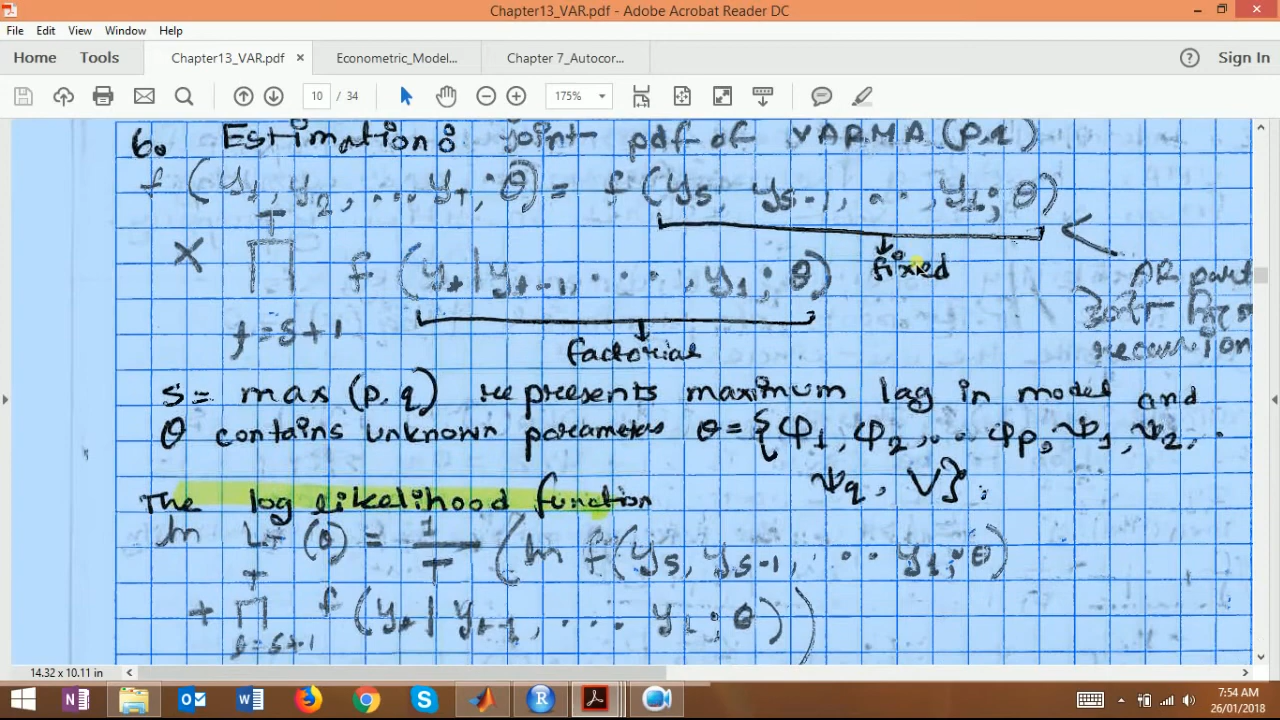 Chapter13_VAR.pdf - Adobe Acrobat Reader DC
File Edit View Window Help
Home Tools Chapter13_VAR.pdf × Econometric_Model... Chapter 7_Autocor... Sign In
10 / 34 175%
6. Estimation: joint pdf of VARMA (p,q)
f (y1, y2, ... yT; θ) = f (ys, ys-1, ..., y1; θ)
fixed
X T ∏ t=s+1 f (yt | yt-1, ..., y1; θ)
AR part
factorial
s = max (p, q) represents maximum lag in model and
θ contains unknown parameters θ = {φ1, φ2, .. φp, ψ1, ψ2, ..
ψq, V};
The log likelihood function
ln LT (θ) = 1/T (ln f(ys, ys-1, ... y1; θ)
+ T ∏ t=s+1 f (yt | yt-1, ... y1; θ))
14.32 x 10.11 in
7:54 AM
26/01/2018